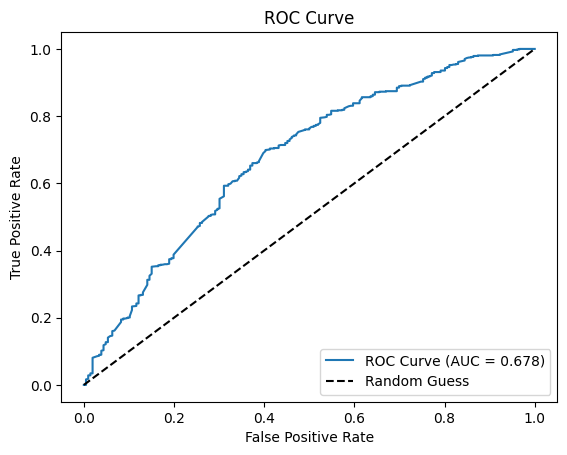 ROC Curve
True Positive Rate
1.0
0.8
0.6
0.4
0.2
0.0
ROC Curve (AUC = 0.678)
Random Guess
0.0 0.2 0.4 0.6 0.8 1.0
False Positive Rate